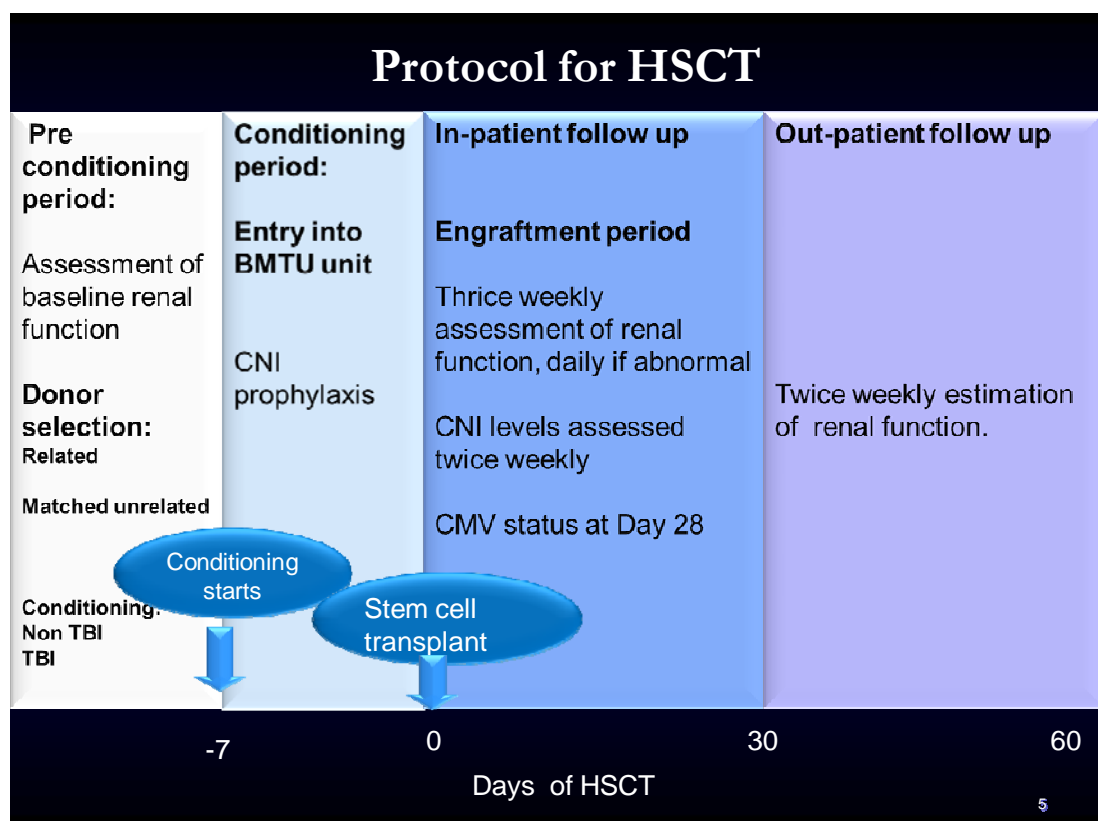 Protocol for HSCT
Pre
conditioning
period:
Assessment of
baseline renal
function
Donor
selection:
Related
Matched unrelated
Conditioning:
Non TBI
TBI
Conditioning
period:
Entry into
BMTU unit
CNI
prophylaxis
In-patient follow up
Engraftment period
Thrice weekly
assessment of renal
function, daily if abnormal
CNI levels assessed
twice weekly
CMV status at Day 28
Out-patient follow up
Twice weekly estimation
of renal function.
Conditioning
starts
Stem cell
transplant
-7
0
30
60
Days of HSCT
5